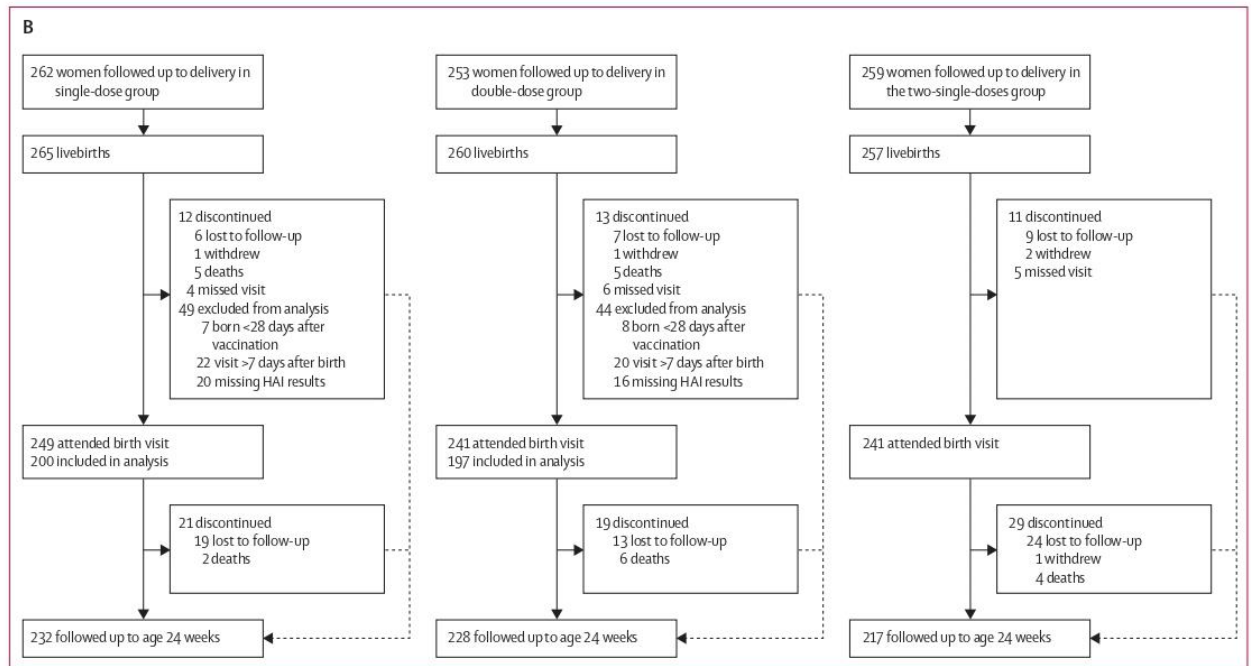 B
262 women followed up to delivery in
single-dose group
265 livebirths
12 discontinued
6 lost to follow-up
1 withdrew
5 deaths
4 missed visit
49 excluded from analysis
7 born <28 days after
vaccination
22 visit >7 days after birth
20 missing HAI results
249 attended birth visit
200 included in analysis
21 discontinued
19 lost to follow-up
2 deaths
232 followed up to age 24 weeks
253 women followed up to delivery in
double-dose group
260 livebirths
13 discontinued
7 lost to follow-up
1 withdrew
5 deaths
6 missed visit
44 excluded from analysis
8 born <28 days after
vaccination
20 visit >7 days after birth
16 missing HAI results
241 attended birth visit
197 included in analysis
19 discontinued
13 lost to follow-up
6 deaths
228 followed up to age 24 weeks
259 women followed up to delivery in
the two-single-doses group
257 livebirths
11 discontinued
9 lost to follow-up
2 withdrew
5 missed visit
241 attended birth visit
29 discontinued
24 lost to follow-up
1 withdrew
4 deaths
217 followed up to age 24 weeks